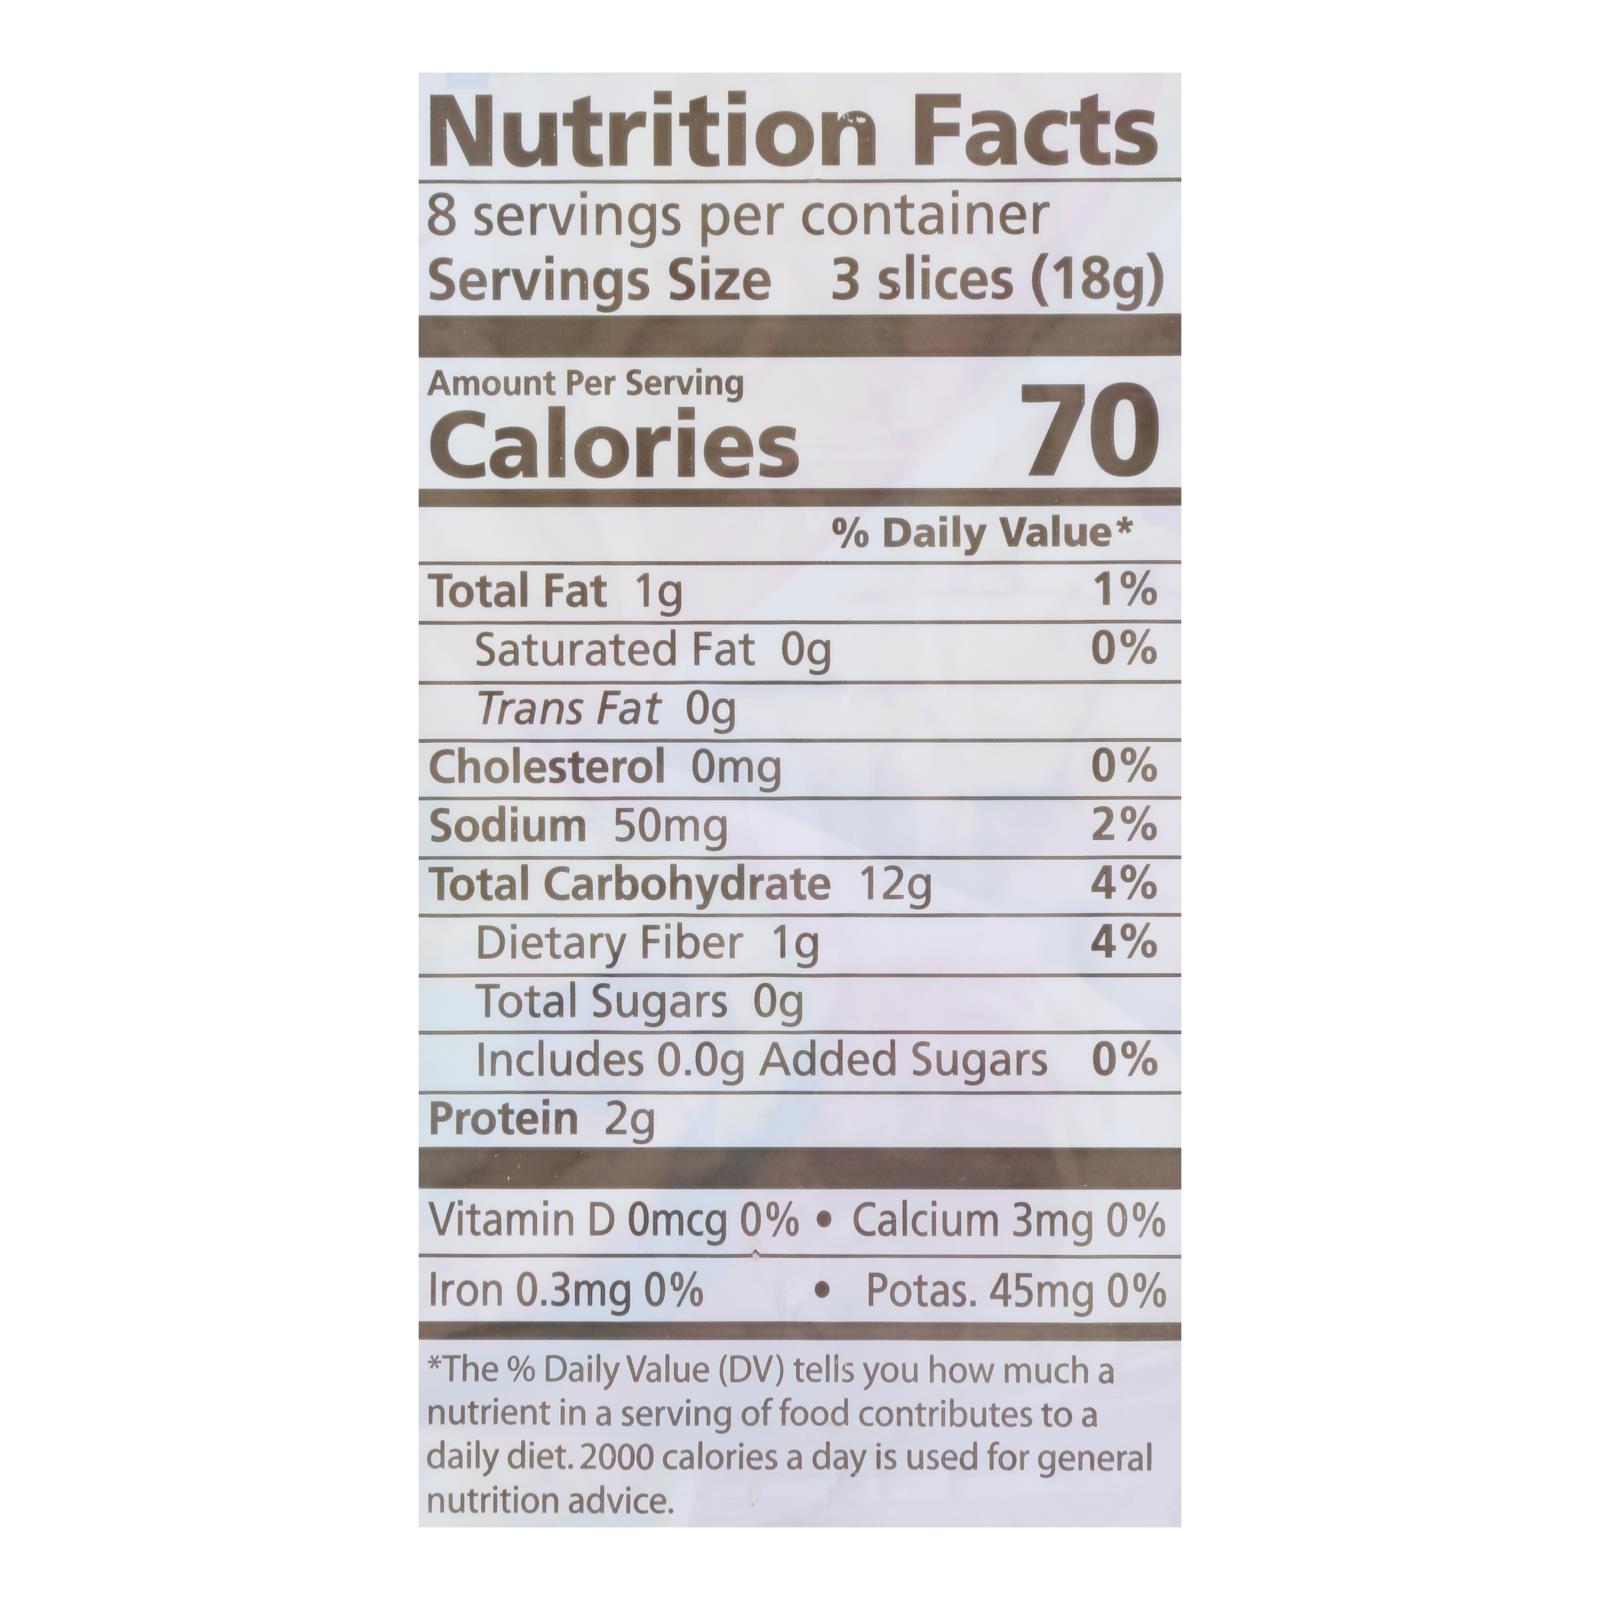 Nutrition Facts
8 servings per container
Servings Size 3 slices (18g)
Amount Per Serving
Calories 70
% Daily Value*
Total Fat 1g 1%
Saturated Fat 0g 0%
Trans Fat 0g
Cholesterol 0mg 0%
Sodium 50mg 2%
Total Carbohydrate 12g 4%
Dietary Fiber 1g 4%
Total Sugars 0g
Includes 0.0g Added Sugars 0%
Protein 2g
Vitamin D 0mcg 0% • Calcium 3mg 0%
Iron 0.3mg 0% • Potas. 45mg 0%
*The % Daily Value (DV) tells you how much a
nutrient in a serving of food contributes to a
daily diet. 2000 calories a day is used for general
nutrition advice.